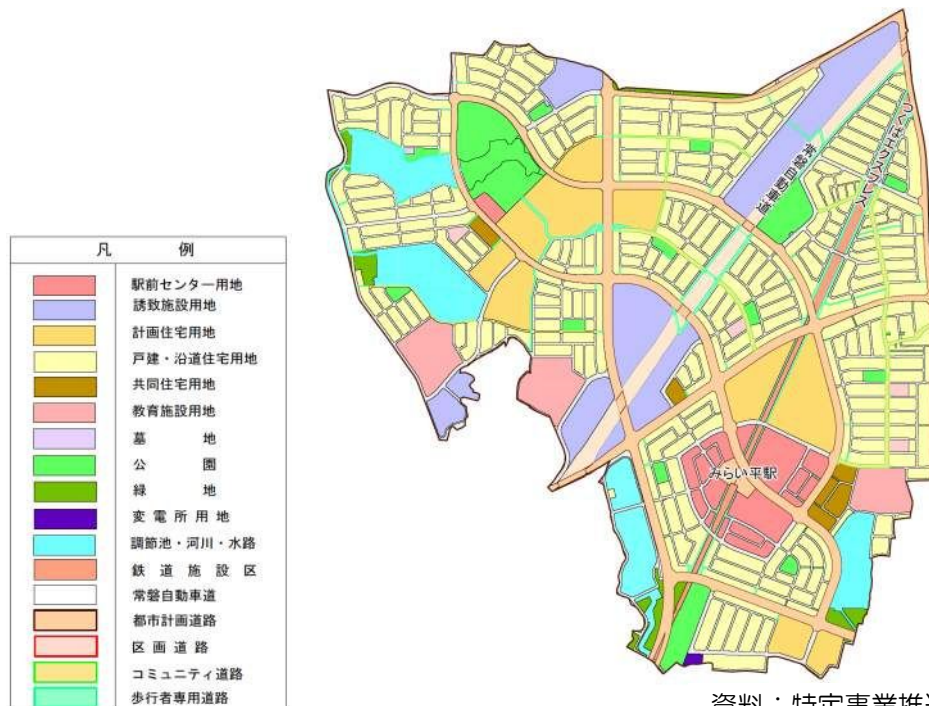 凡 例
駅前センター用地
誘致施設用地
計画住宅用地
戸建・沿道住宅用地
共同住宅用地
教育施設用地
墓 地
公 園
緑 地
変電所用地
調節池・河川・水路
鉄道施設区
常磐自動車道
都市計画道路
区画道路
コミュニティ道路
歩行者専用道路
常磐自動車道
つくばエクスプレス
みらい平駅
資料：特定事業推